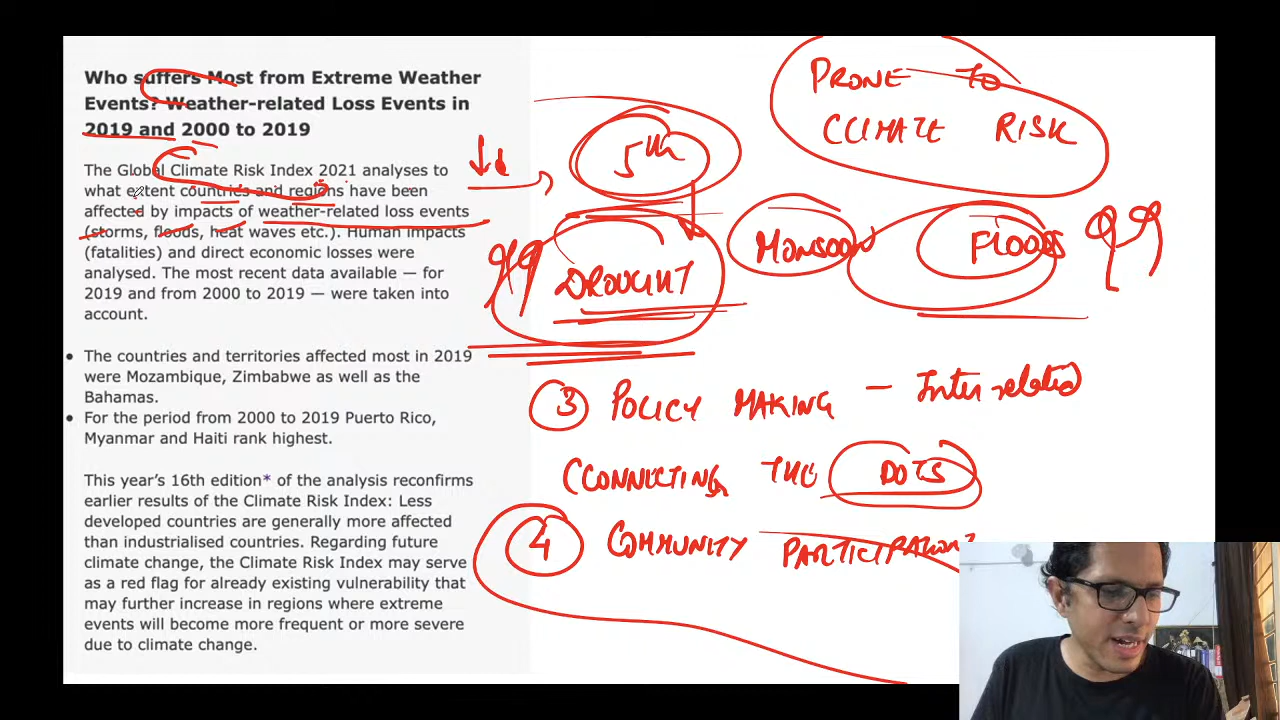 Who suffers Most from Extreme Weather
Events? Weather-related Loss Events in
2019 and 2000 to 2019
The Global Climate Risk Index 2021 analyses to
what extent countries and regions have been
affected by impacts of weather-related loss events
(storms, floods, heat waves etc.). Human impacts
(fatalities) and direct economic losses were
analysed. The most recent data available — for
2019 and from 2000 to 2019 — were taken into
account.
• The countries and territories affected most in 2019
were Mozambique, Zimbabwe as well as the
Bahamas.
• For the period from 2000 to 2019 Puerto Rico,
Myanmar and Haiti rank highest.
This year's 16th edition* of the analysis reconfirms
earlier results of the Climate Risk Index: Less
developed countries are generally more affected
than industrialised countries. Regarding future
climate change, the Climate Risk Index may serve
as a red flag for already existing vulnerability that
may further increase in regions where extreme
events will become more frequent or more severe
due to climate change.
PRONE TO
CLIMATE RISK
5th
DROUGHT MONSOON FLOODS
3 POLICY MAKING — Inter related
CONNECTING THE DOTS
4 COMMUNITY PARTICIPATION